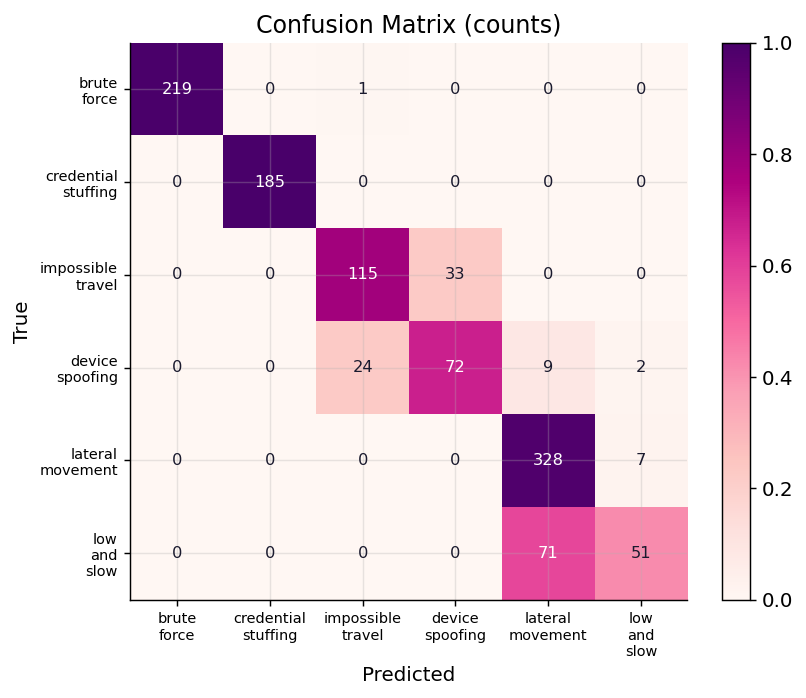 Confusion Matrix (counts)
brute
force
219 0 1 0 0 0
credential
stuffing
0 185 0 0 0 0
impossible
travel
0 0 115 33 0 0
device
spoofing
0 0 24 72 9 2
lateral
movement
0 0 0 0 328 7
low
and
slow
0 0 0 0 71 51
True
brute
force
credential
stuffing
impossible
travel
device
spoofing
lateral
movement
low
and
slow
Predicted
1.0
0.8
0.6
0.4
0.2
0.0